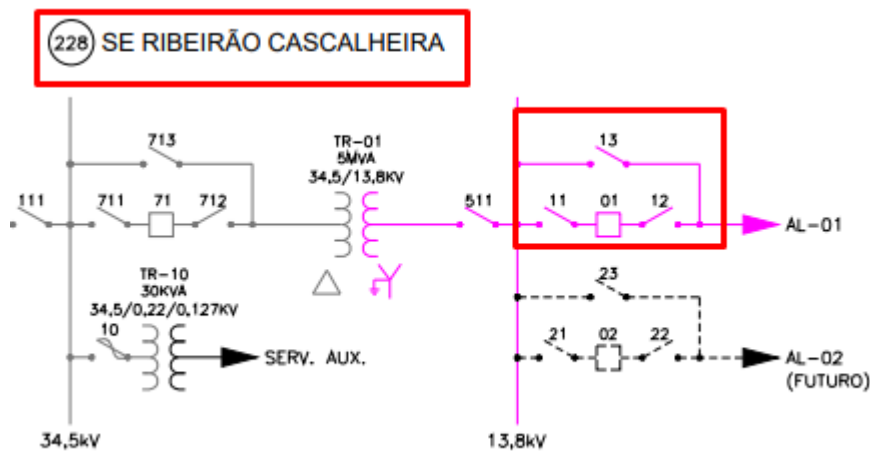 228 SE RIBEIRÃO CASCALHEIRA
713
TR-01
5MVA
34,5/13,8KV
13
111
711
71
712
511
11
01
12
AL-01
TR-10
30KVA
34,5/0,22/0,127KV
10
SERV. AUX.
23
21
02
22
AL-02
(FUTURO)
34,5kV
13,8kV